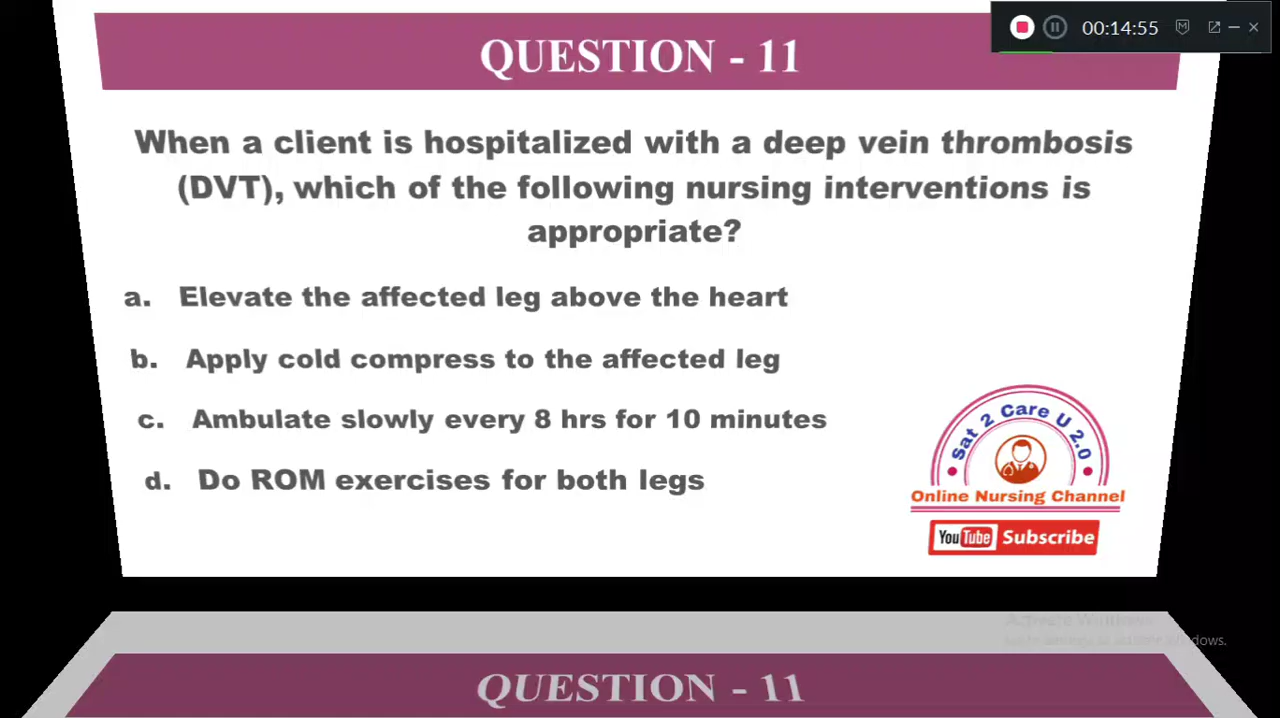 00:14:55
QUESTION - 11
When a client is hospitalized with a deep vein thrombosis
(DVT), which of the following nursing interventions is
appropriate?
a. Elevate the affected leg above the heart
b. Apply cold compress to the affected leg
c. Ambulate slowly every 8 hrs for 10 minutes
d. Do ROM exercises for both legs
Sat 2 Care U 2.0
Online Nursing Channel
YouTube Subscribe
Activate Windows
QUESTION - 11